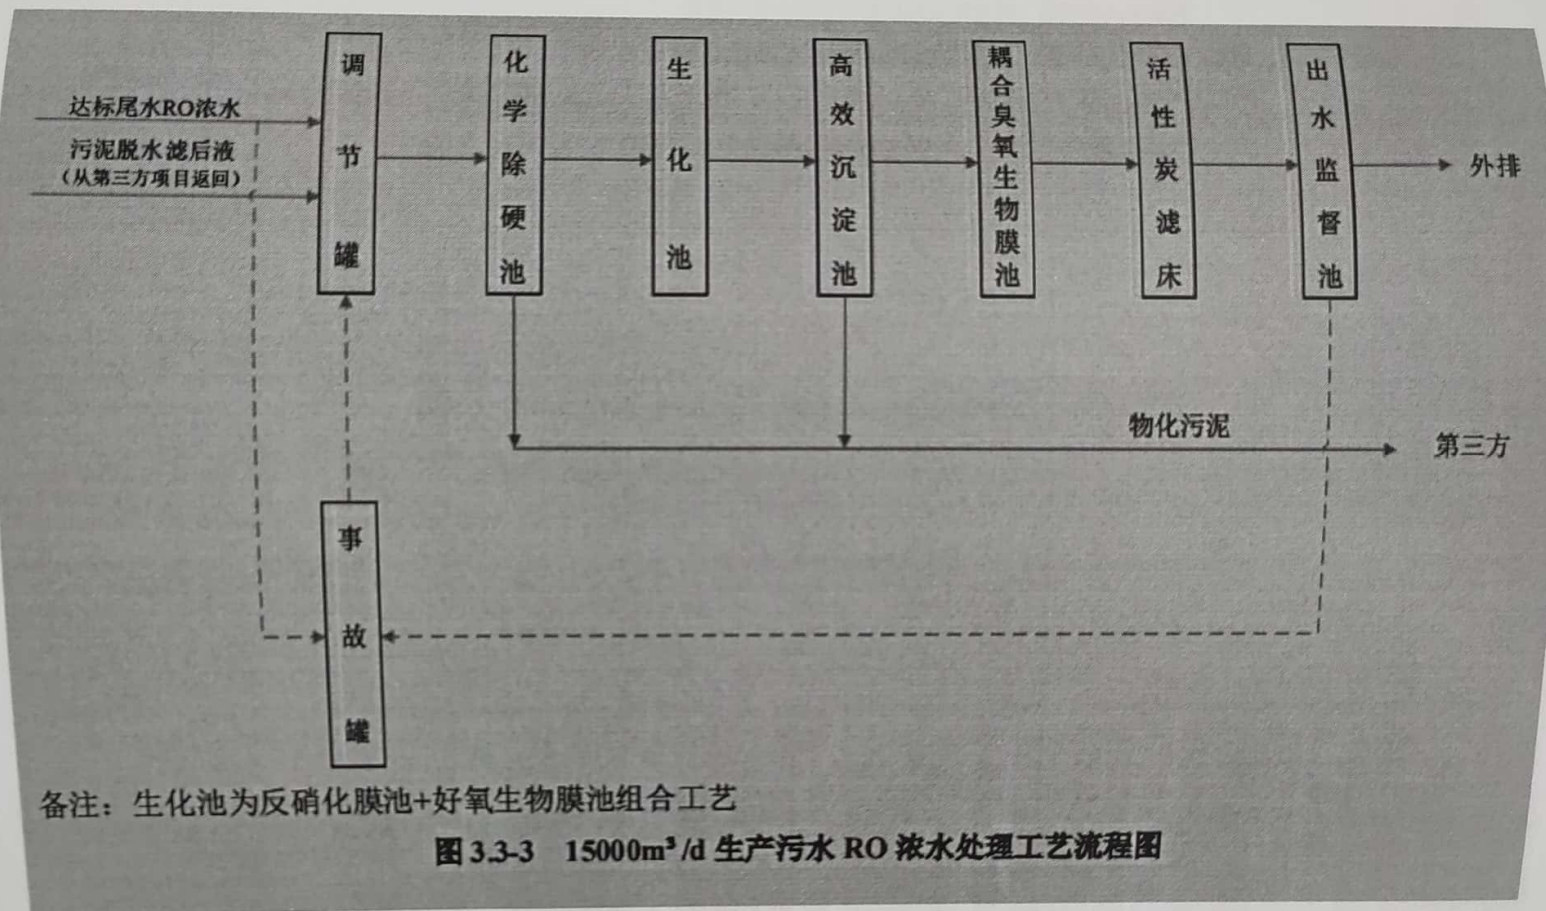 达标尾水RO浓水
污泥脱水滤后液
（从第三方项目返回）
调节罐
化学除硬池
生化池
高效沉淀池
耦合臭氧生物膜池
活性炭滤床
出水监督池
外排
物化污泥
第三方
事故罐
备注：生化池为反硝化膜池+好氧生物膜池组合工艺
图 3.3-3 15000m³/d 生产污水 RO 浓水处理工艺流程图